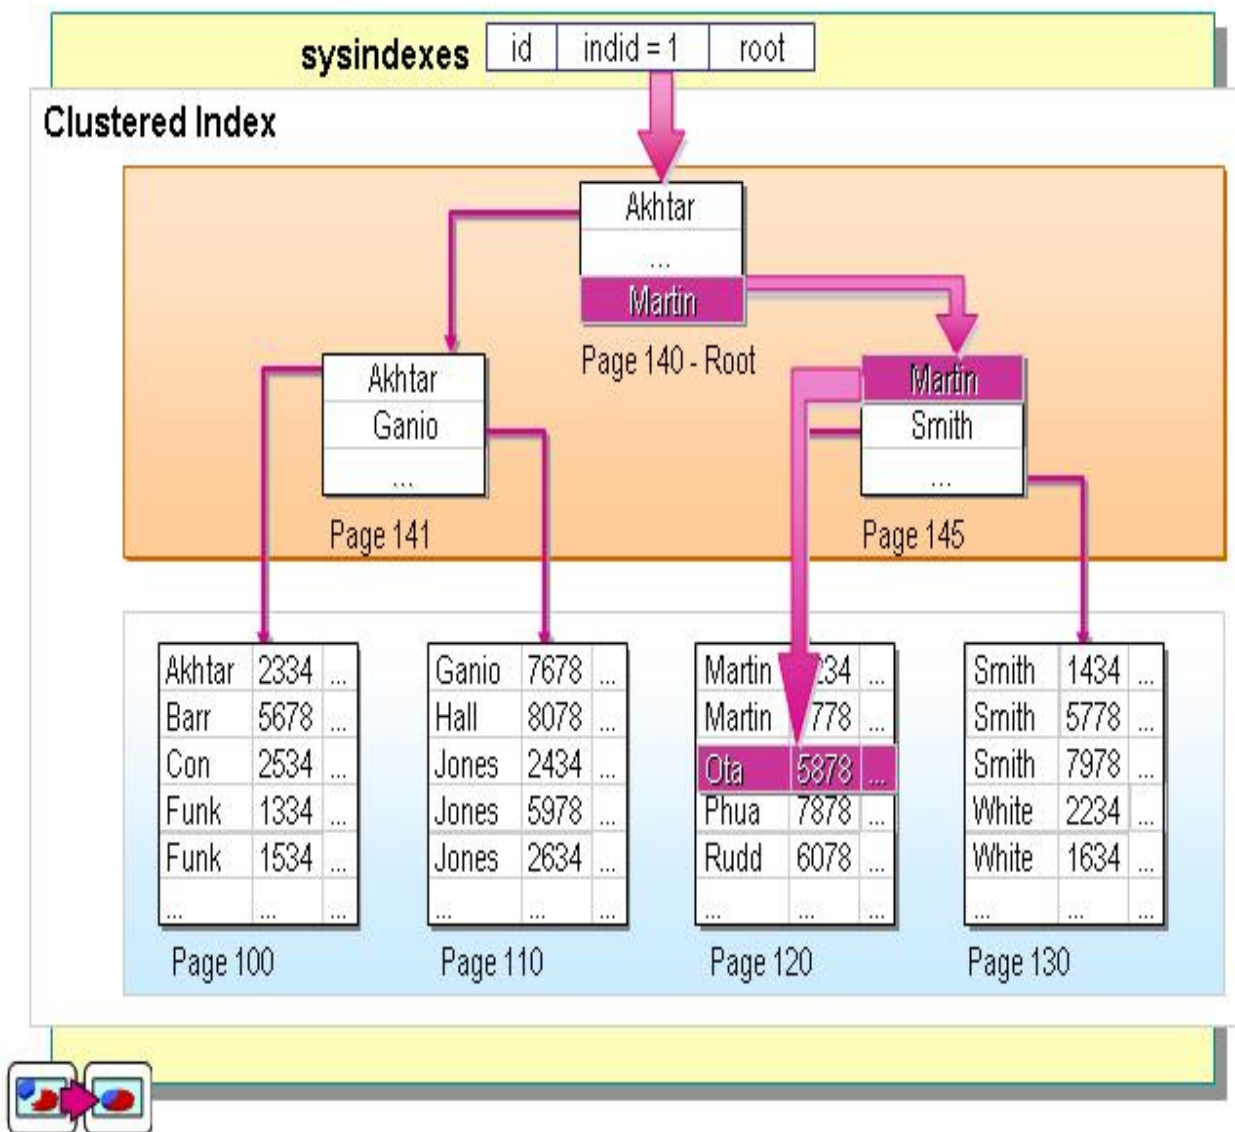 sysindexes id indid = 1 root
Clustered Index
Akhtar
...
Martin
Page 140 - Root
Akhtar
Ganio
...
Page 141
Martin
Smith
...
Page 145
Akhtar 2334 ...
Barr 5678 ...
Con 2534 ...
Funk 1334 ...
Funk 1534 ...
... ... ...
Page 100
Ganio 7678 ...
Hall 8078 ...
Jones 2434 ...
Jones 5978 ...
Jones 2634 ...
... ... ...
Page 110
Martin ...
Martin ...
Ota 5878 ...
Phua 7878 ...
Rudd 6078 ...
... ... ...
Page 120
Smith 1434 ...
Smith 5778 ...
Smith 7978 ...
White 2234 ...
White 1634 ...
... ... ...
Page 130